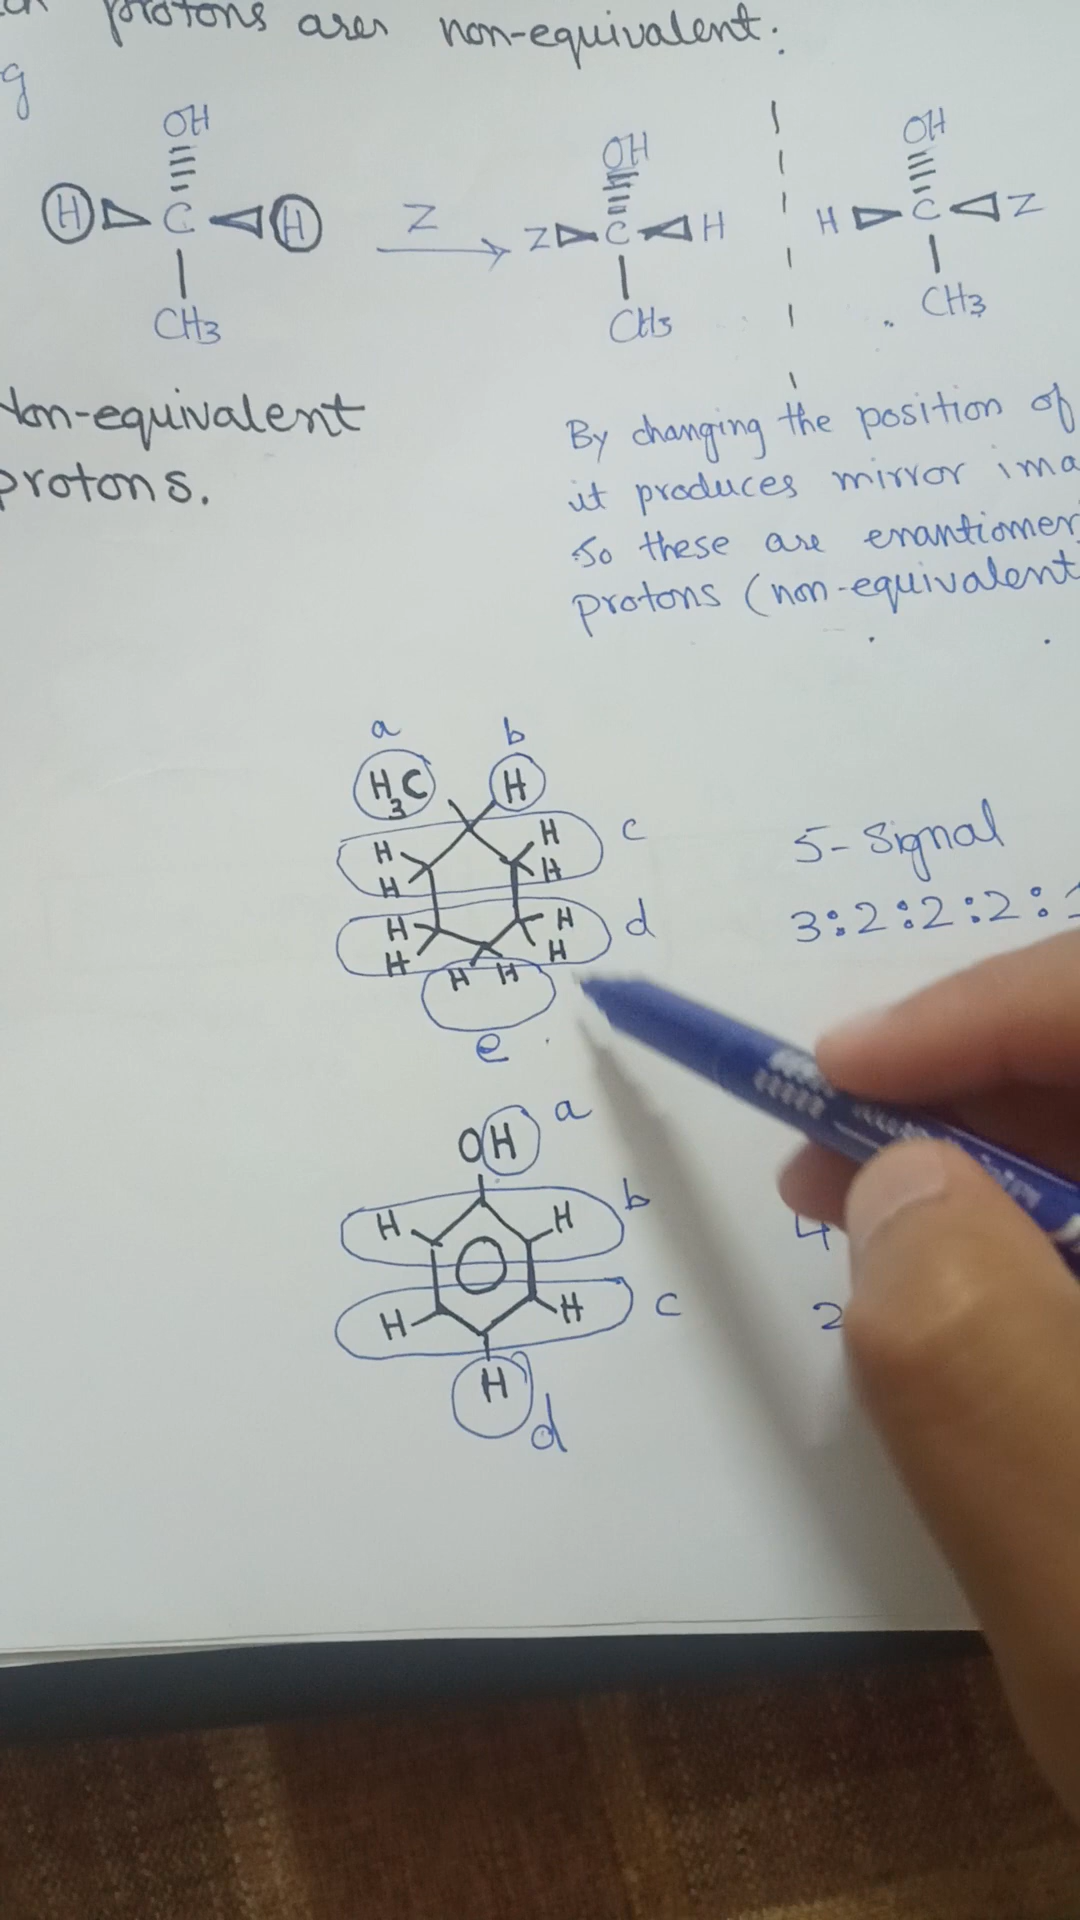 protons are non-equivalent:
g
OH
H C H
CH3
Z
OH
Z C H
CH3
OH
H C Z
CH3
Non-equivalent
protons.
By changing the position of
it produces mirror ima
So these are enantiomer
protons (non-equivalent
a b
H3C H
H H c
H H
H H d
H H
H H
e
5-Signal
3:2:2:2:1
OH a
H H b
H H c
H
d
4
2